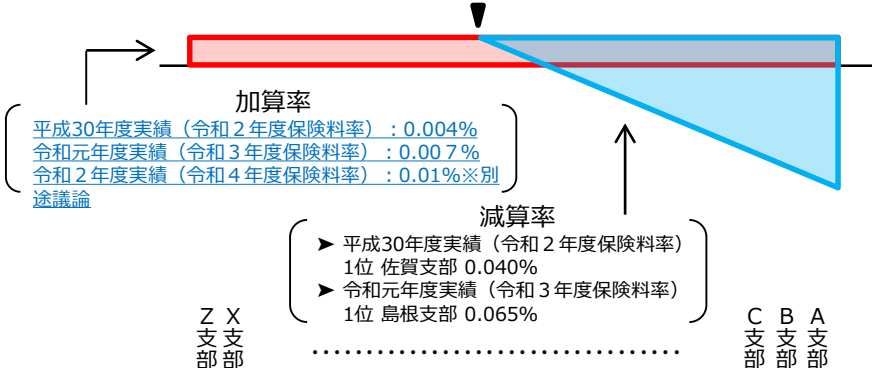 加算率
平成30年度実績（令和２年度保険料率）：0.004%
令和元年度実績（令和３年度保険料率）：0.00７%
令和２年度実績（令和４年度保険料率）：0.01%※別
途議論
減算率
➤ 平成30年度実績（令和２年度保険料率）
1位 佐賀支部 0.040%
➤ 令和元年度実績（令和３年度保険料率）
1位 島根支部 0.065%
Z支部
X支部
………………………………
C支部
B支部
A支部